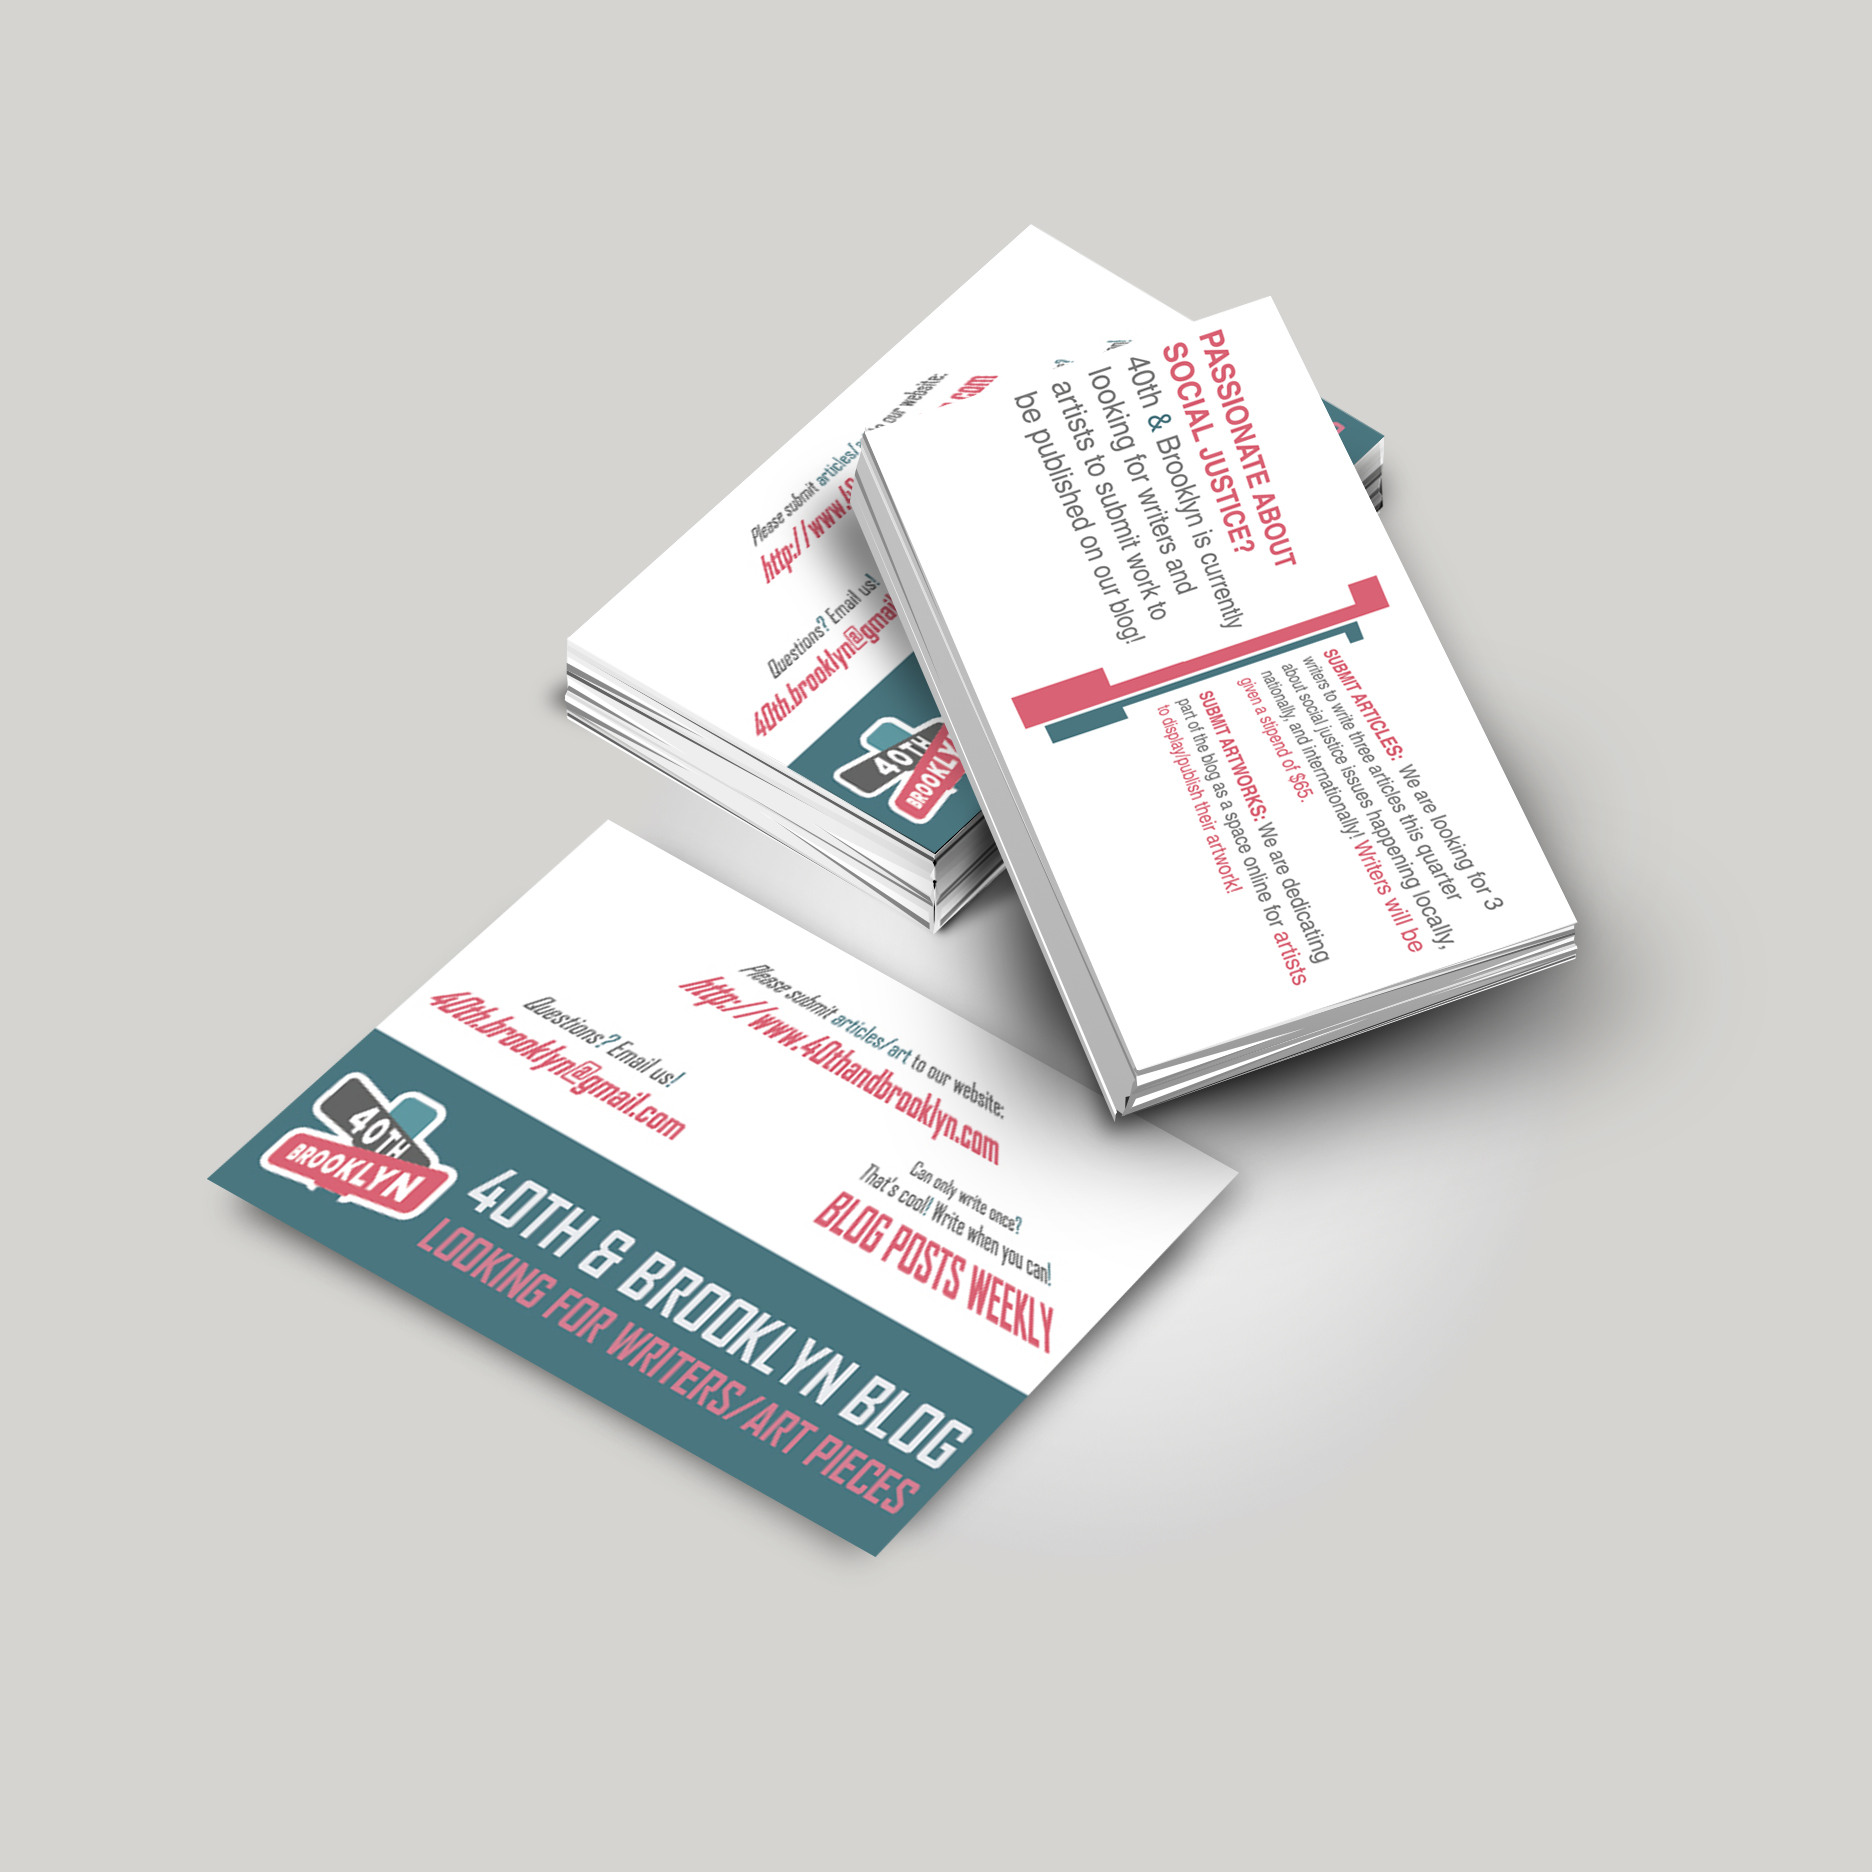 PASSIONATE ABOUT
SOCIAL JUSTICE?
40th & Brooklyn is currently
looking for writers and
artists to submit work to
be published on our blog!
SUBMIT ARTICLES: We are looking for 3
writers to write three articles this quarter
about social justice issues happening locally,
nationally, and internationally! Writers will be
given a stipend of $65.
SUBMIT ARTWORKS: We are dedicating
part of the blog as a space online for artists
to display/publish their artwork!
Please submit articles/
our website:
http://www.40
.com
Questions? Email us!
40th.brooklyn@gmail
40TH
BROOKLY
Please submit articles/art to our website:
http://www.40thandbrooklyn.com
Questions? Email us!
40th.brooklyn@gmail.com
Can only write once?
That's cool! Write when you can!
BLOG POSTS WEEKLY
40TH
BROOKLYN
40TH & BROOKLYN BLOG
LOOKING FOR WRITERS/ART PIECES